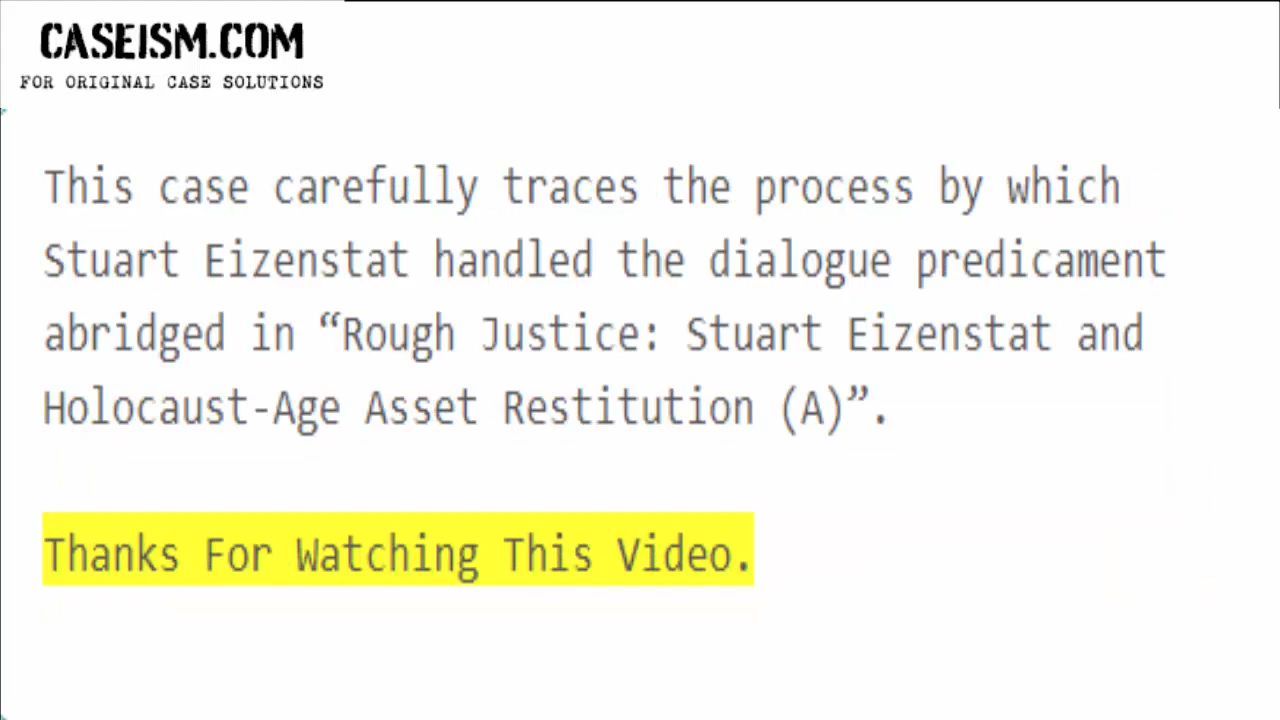 CASEISM.COM
FOR ORIGINAL CASE SOLUTIONS
This case carefully traces the process by which
Stuart Eizenstat handled the dialogue predicament
abridged in “Rough Justice: Stuart Eizenstat and
Holocaust-Age Asset Restitution (A)”.
Thanks For Watching This Video.